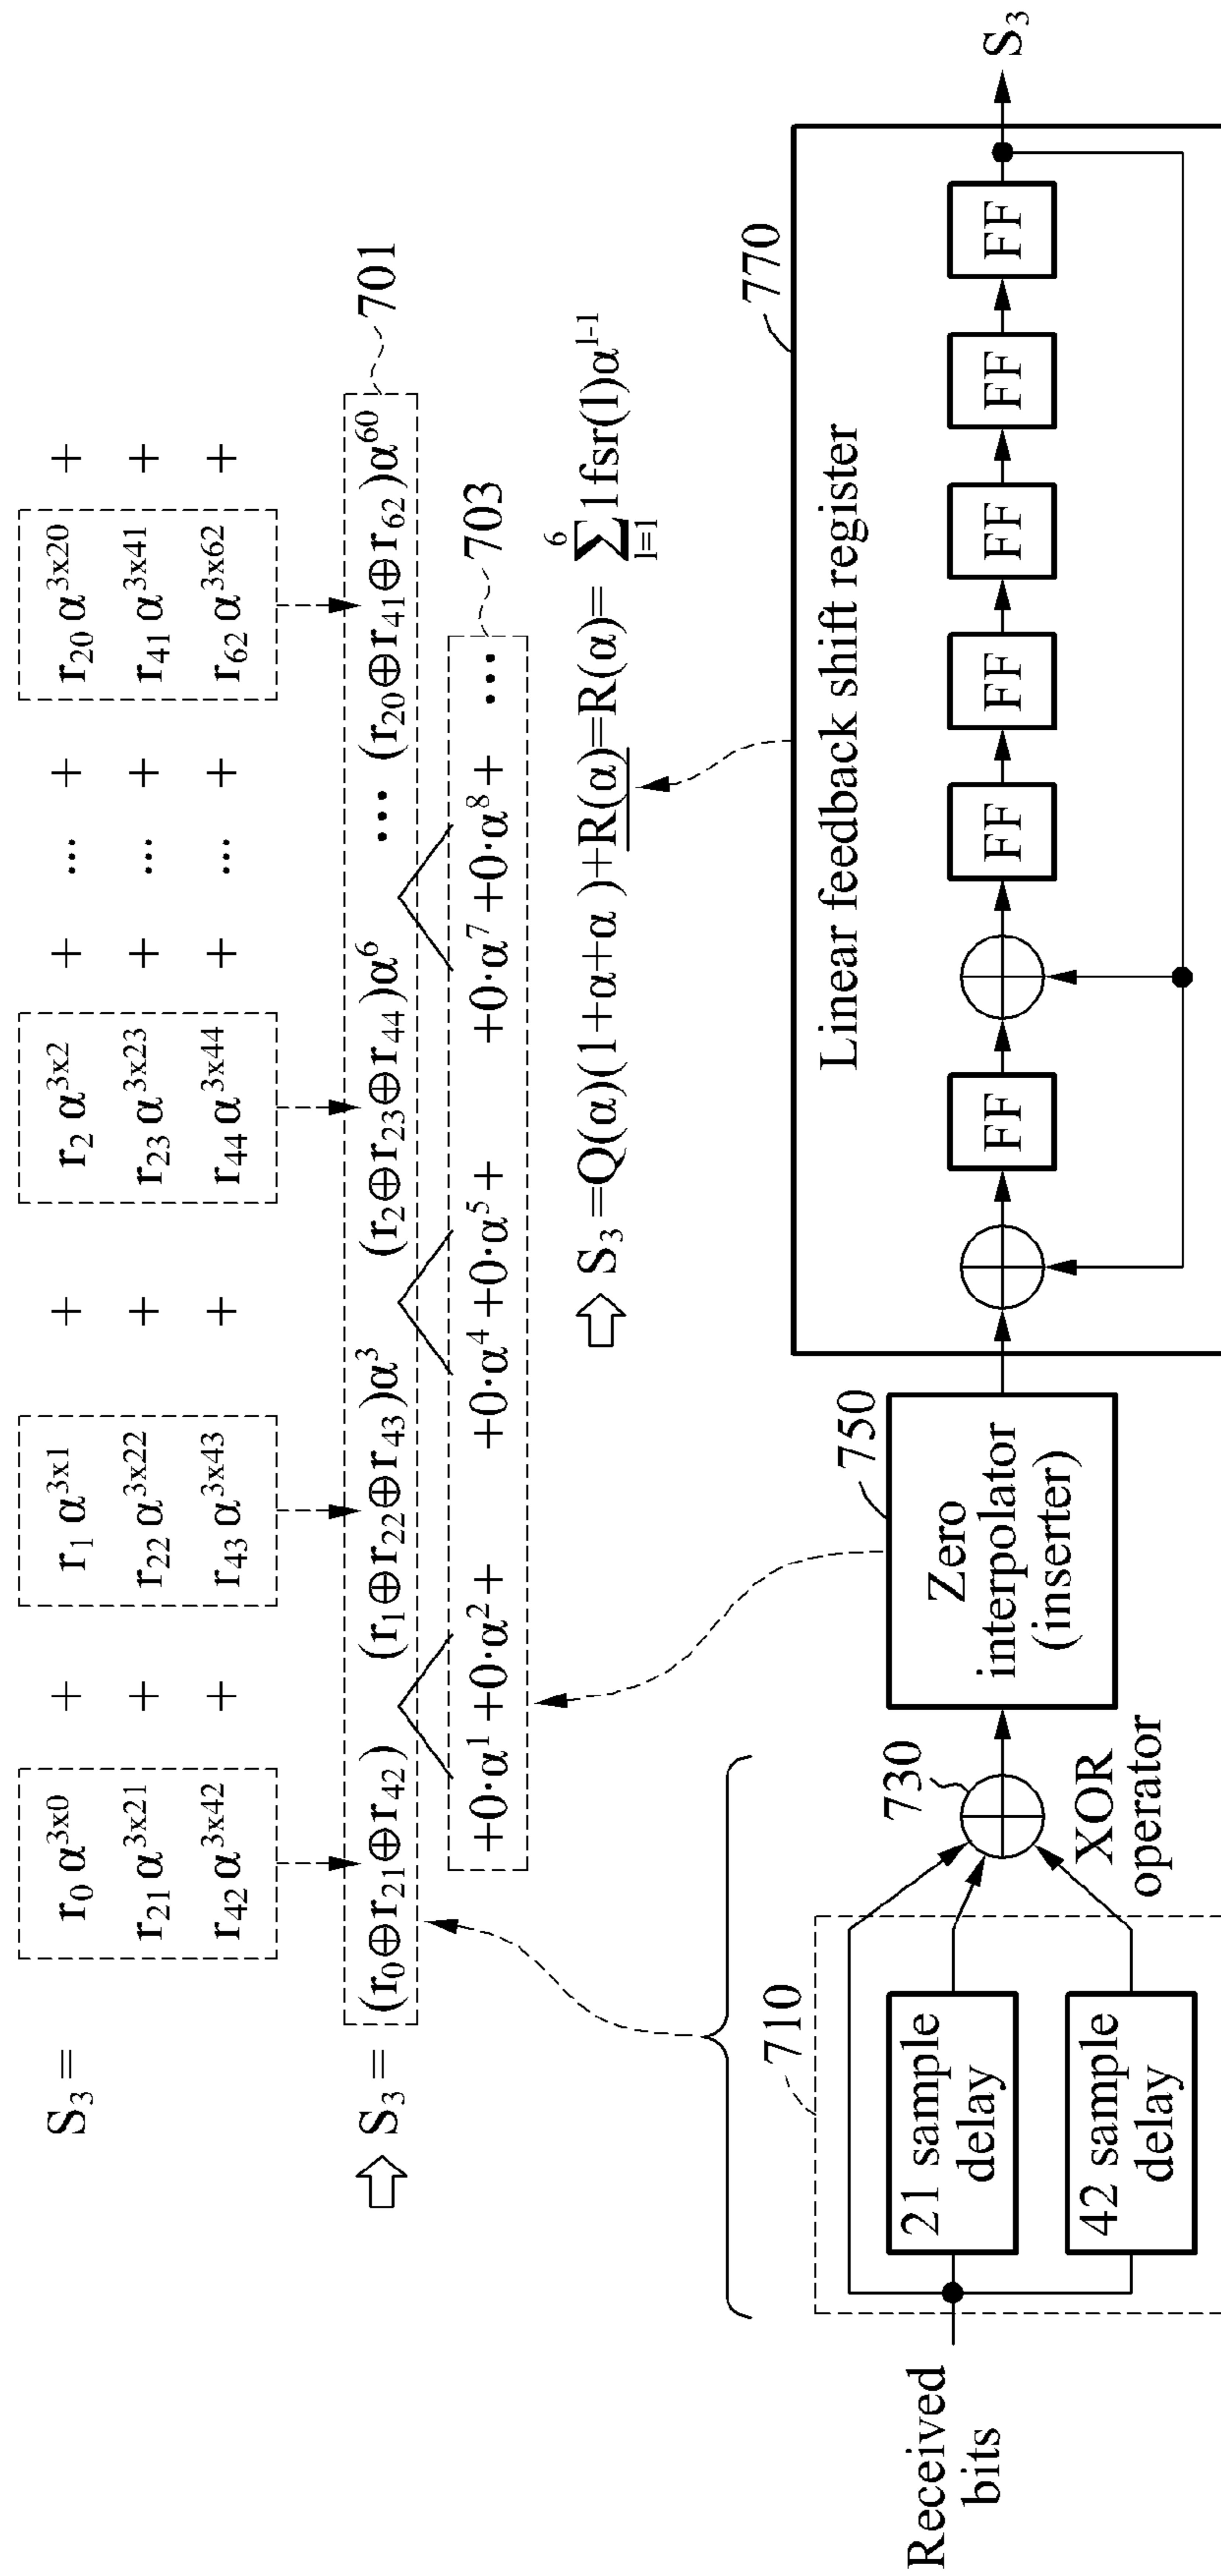 S₃ = r₀ α³ˣ⁰ + r₁ α³ˣ¹ + r₂ α³ˣ² + ... + r₂₀ α³ˣ²⁰ +
r₂₁ α³ˣ²¹ + r₂₂ α³ˣ²² + r₂₃ α³ˣ²³ + ... + r₄₁ α³ˣ⁴¹ +
r₄₂ α³ˣ⁴² + r₄₃ α³ˣ⁴³ + r₄₄ α³ˣ⁴⁴ + ... + r₆₂ α³ˣ⁶² +
⇨ S₃ = (r₀⊕r₂₁⊕r₄₂) (r₁⊕r₂₂⊕r₄₃)α³ (r₂⊕r₂₃⊕r₄₄)α⁶ ... (r₂₀⊕r₄₁⊕r₆₂)α⁶⁰ 701
+0·α¹ +0·α² + +0·α⁴ +0·α⁵ + +0·α⁷ +0·α⁸ + ... 703
⇨ S₃ =Q(α)(1+α+α)+R(α)=R(α)= ∑ₗ₌₁⁶ lfsr(l)αˡ⁻¹
710
730
750
770
Received
bits
21 sample
delay
42 sample
delay
XOR
operator
Zero
interpolator
(inserter)
Linear feedback shift register
FF
FF
FF
FF
FF
FF
S₃